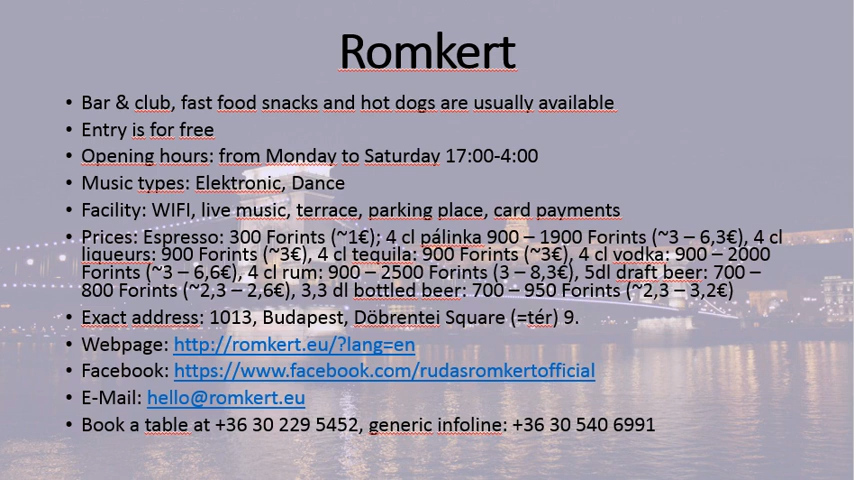 Romkert
• Bar & club, fast food snacks and hot dogs are usually available
• Entry is for free
• Opening hours: from Monday to Saturday 17:00-4:00
• Music types: Elektronic, Dance
• Facility: WIFI, live music, terrace, parking place, card payments
• Prices: Espresso: 300 Forints (~1€); 4 cl pálinka 900 – 1900 Forints (~3 – 6,3€), 4 cl
liqueurs: 900 Forints (~3€), 4 cl tequila: 900 Forints (~3€), 4 cl vodka: 900 – 2000
Forints (~3 – 6,6€), 4 cl rum: 900 – 2500 Forints (3 – 8,3€), 5dl draft beer: 700 –
800 Forints (~2,3 – 2,6€), 3,3 dl bottled beer: 700 – 950 Forints (~2,3 – 3,2€)
• Exact address: 1013, Budapest, Döbrentei Square (=tér) 9.
• Webpage: http://romkert.eu/?lang=en
• Facebook: https://www.facebook.com/rudasromkertofficial
• E-Mail: hello@romkert.eu
• Book a table at +36 30 229 5452, generic infoline: +36 30 540 6991